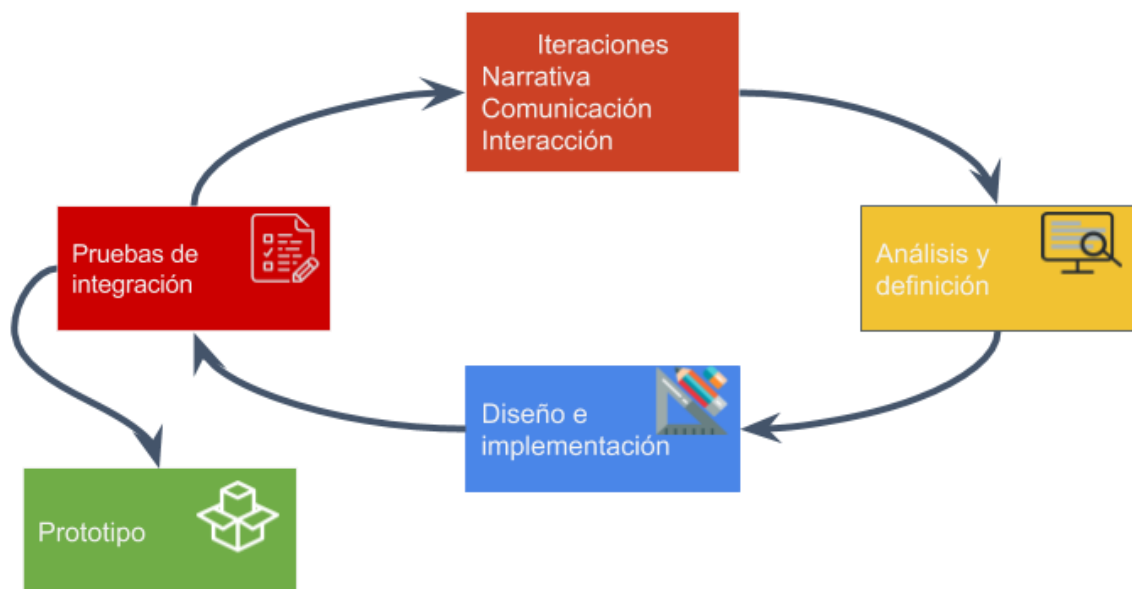 Iteraciones
Narrativa
Comunicación
Interacción
Pruebas de
integración
Análisis y
definición
Diseño e
implementación
Prototipo